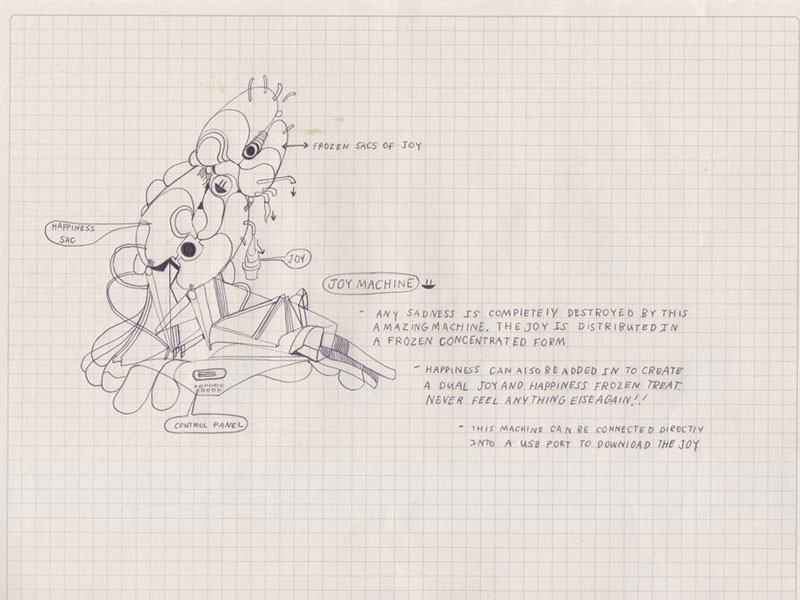 FROZEN SACS OF JOY
HAPPINESS
SAC
JOY
JOY MACHINE
- ANY SADNESS IS COMPLETELY DESTROYED BY THIS
AMAZING MACHINE. THE JOY IS DISTRIBUTED IN
A FROZEN CONCENTRATED FORM
- HAPPINESS CAN ALSO BE ADDED IN TO CREATE
A DUAL JOY AND HAPPINESS FROZEN TREAT.
NEVER FEEL ANYTHING ELSE AGAIN!!
- THIS MACHINE CAN BE CONNECTED DIRECTLY
INTO A USB PORT TO DOWNLOAD THE JOY
CONTROL PANEL